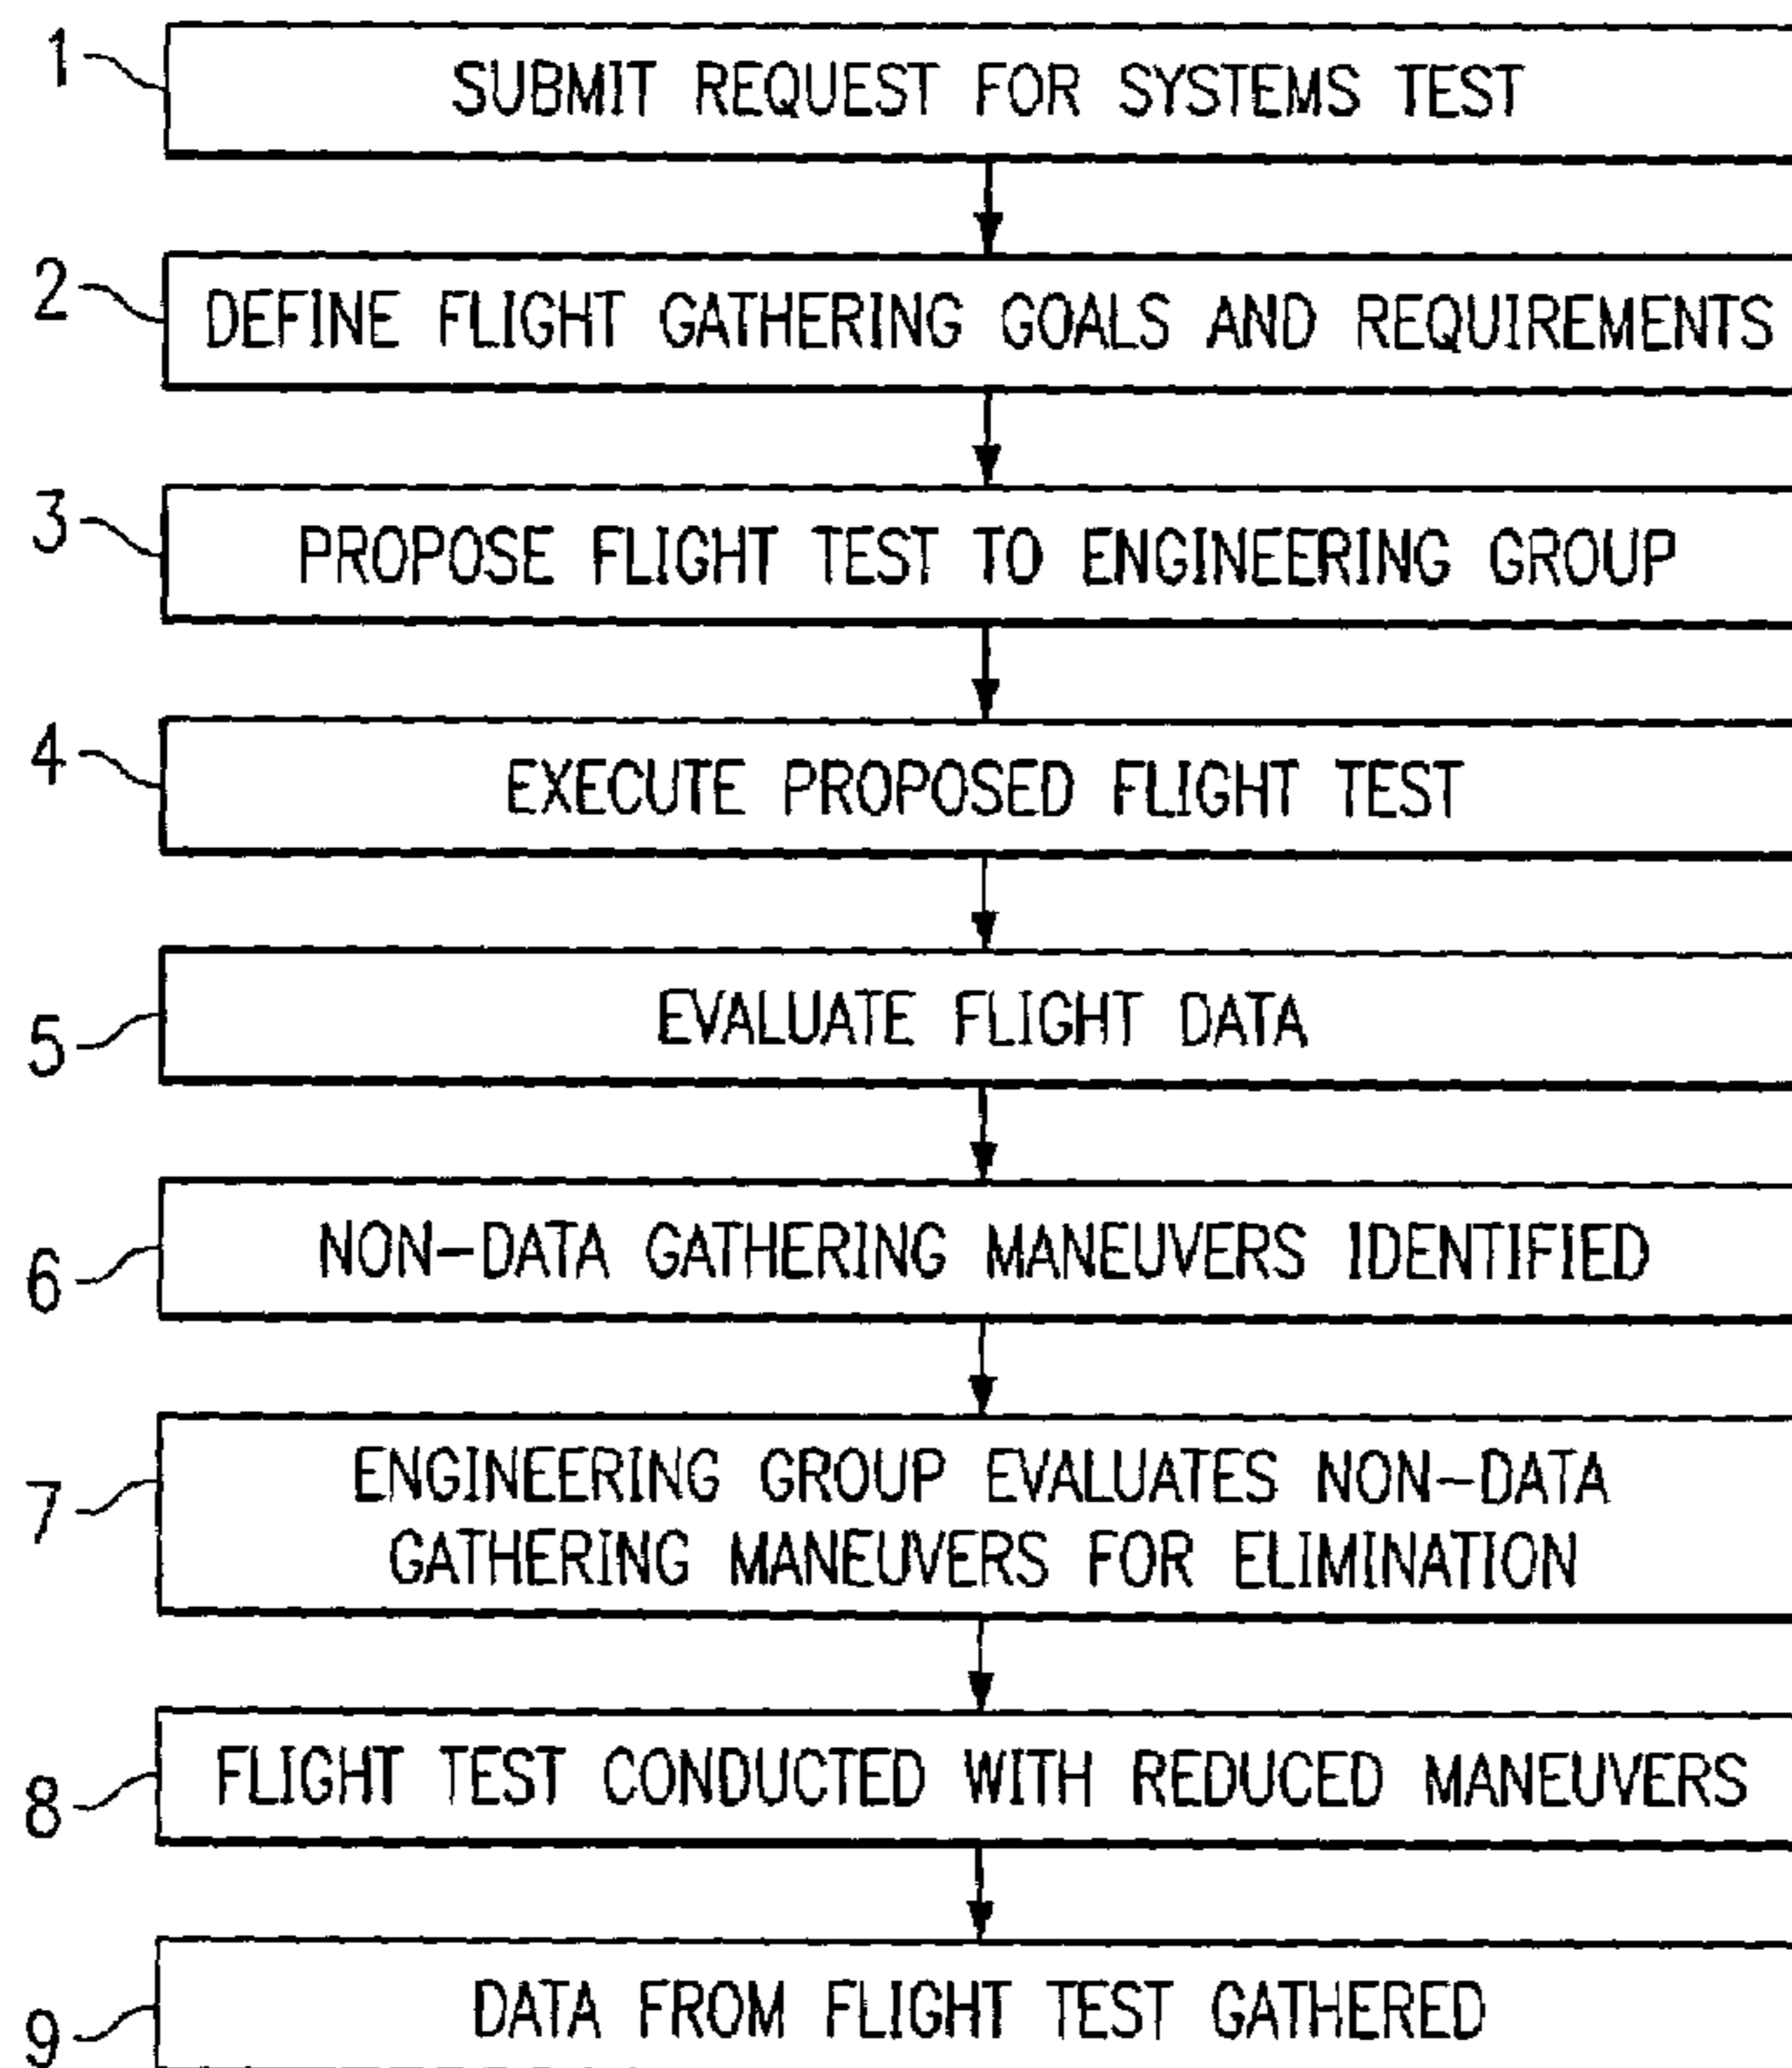 1 SUBMIT REQUEST FOR SYSTEMS TEST
2 DEFINE FLIGHT GATHERING GOALS AND REQUIREMENTS
3 PROPOSE FLIGHT TEST TO ENGINEERING GROUP
4 EXECUTE PROPOSED FLIGHT TEST
5 EVALUATE FLIGHT DATA
6 NON-DATA GATHERING MANEUVERS IDENTIFIED
7 ENGINEERING GROUP EVALUATES NON-DATA
GATHERING MANEUVERS FOR ELIMINATION
8 FLIGHT TEST CONDUCTED WITH REDUCED MANEUVERS
9 DATA FROM FLIGHT TEST GATHERED